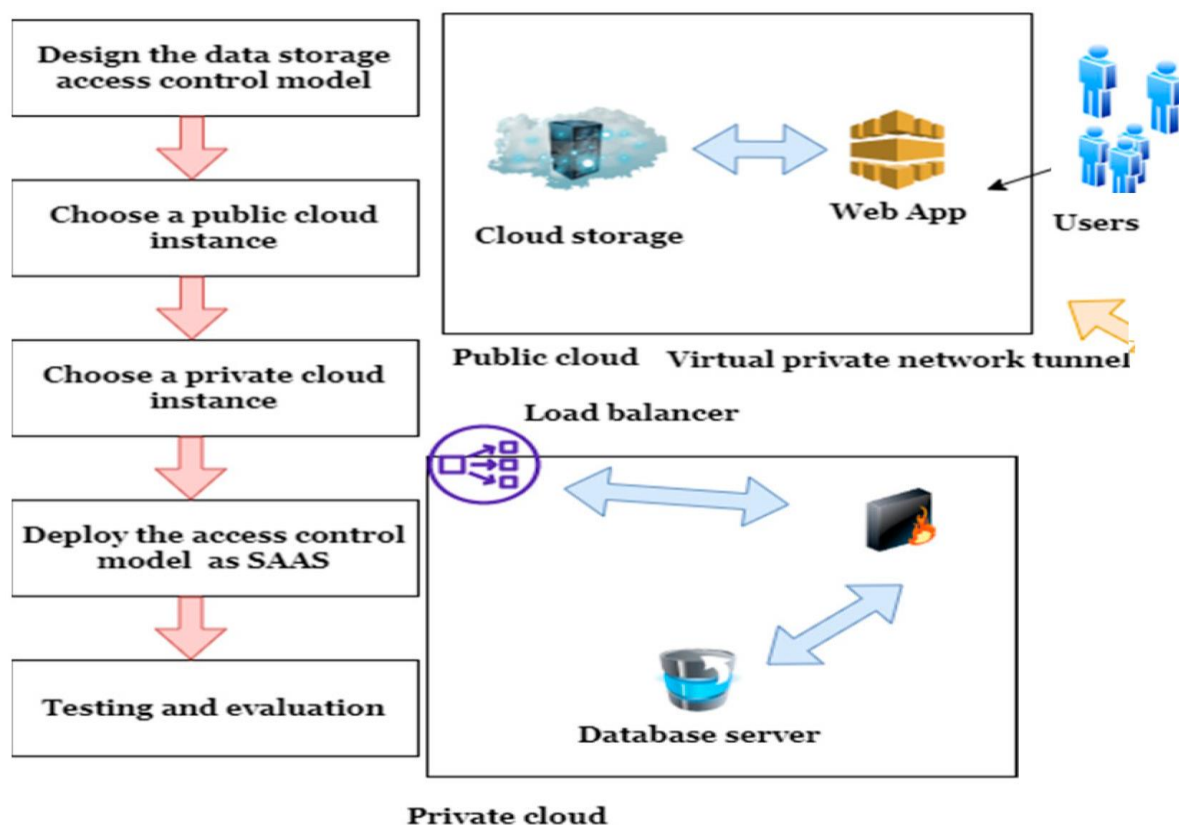 Design the data storage
access control model
Choose a public cloud
instance
Choose a private cloud
instance
Deploy the access control
model as SAAS
Testing and evaluation
Cloud storage
Web App
Users
Public cloud
Virtual private network tunnel
Load balancer
Database server
Private cloud